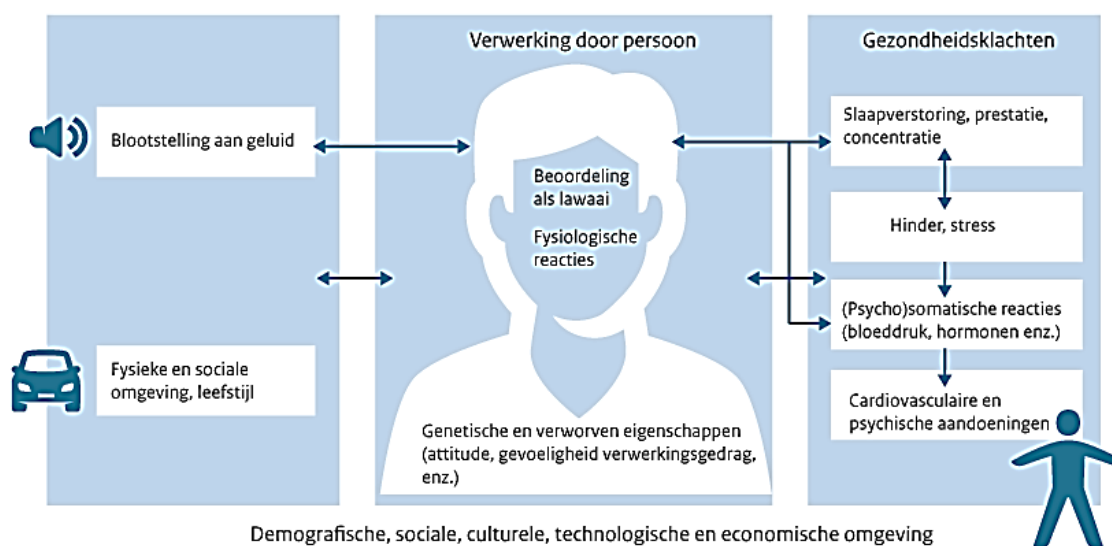 Verwerking door persoon
Gezondheidsklachten
Blootstelling aan geluid
Fysieke en sociale
omgeving, leefstijl
Beoordeling
als lawaai
Fysiologische
reacties
Genetische en verworven eigenschappen
(attitude, gevoeligheid verwerkingsgedrag,
enz.)
Slaapverstoring, prestatie,
concentratie
Hinder, stress
(Psycho)somatische reacties
(bloeddruk, hormonen enz.)
Cardiovasculaire en
psychische aandoeningen
Demografische, sociale, culturele, technologische en economische omgeving